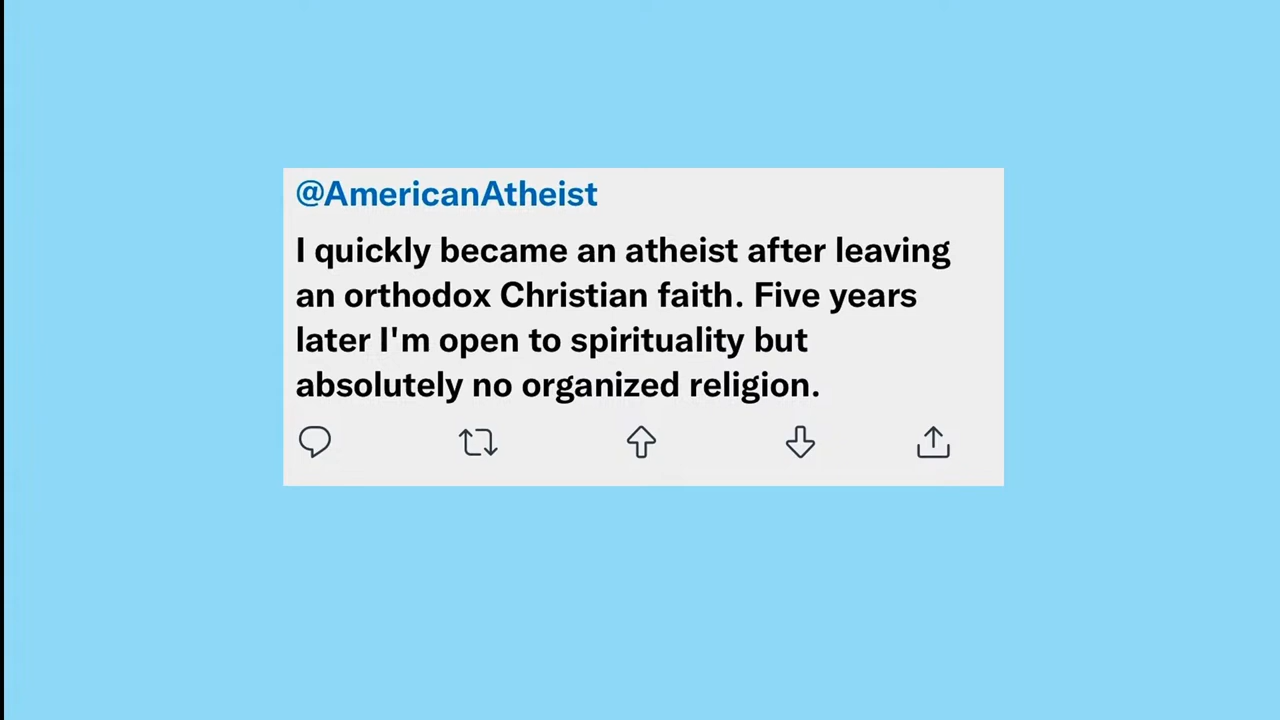 @AmericanAtheist
I quickly became an atheist after leaving
an orthodox Christian faith. Five years
later I'm open to spirituality but
absolutely no organized religion.